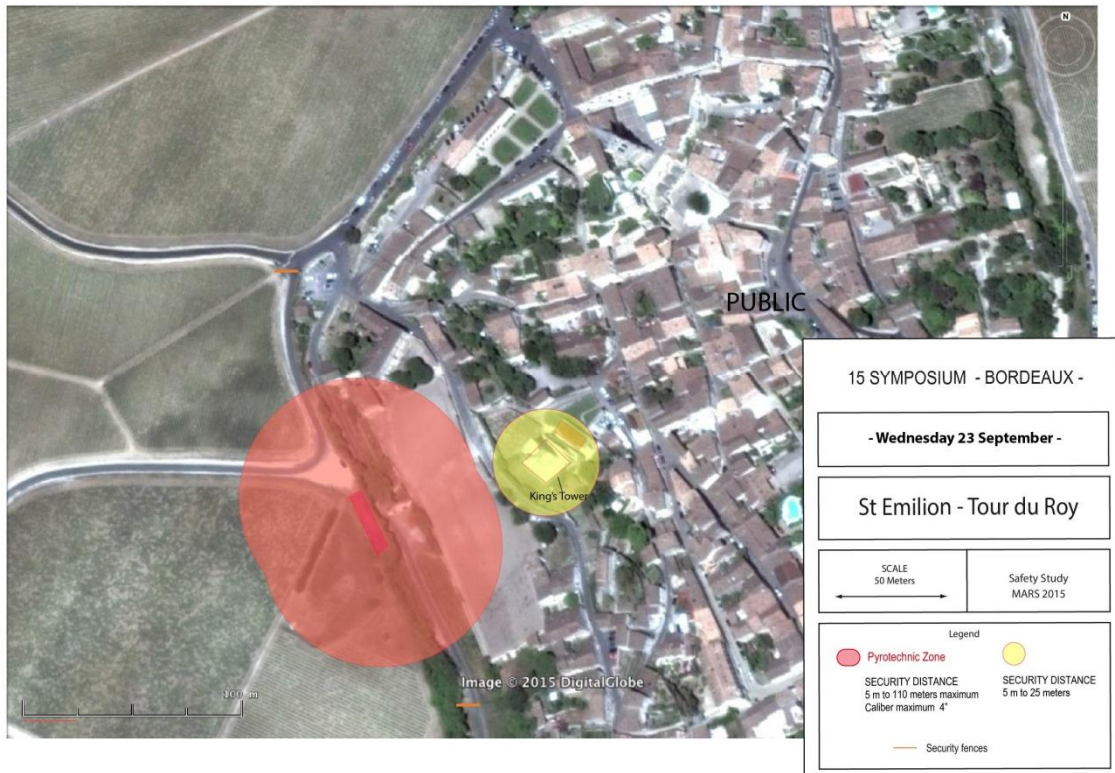 N
PUBLIC
King's Tower
Image © 2015 DigitalGlobe
100 m
15 SYMPOSIUM - BORDEAUX -
- Wednesday 23 September -
St Emilion - Tour du Roy
SCALE
50 Meters
Safety Study
MARS 2015
Legend
Pyrotechnic Zone
SECURITY DISTANCE
5 m to 110 meters maximum
Caliber maximum 4"
SECURITY DISTANCE
5 m to 25 meters
Security fences